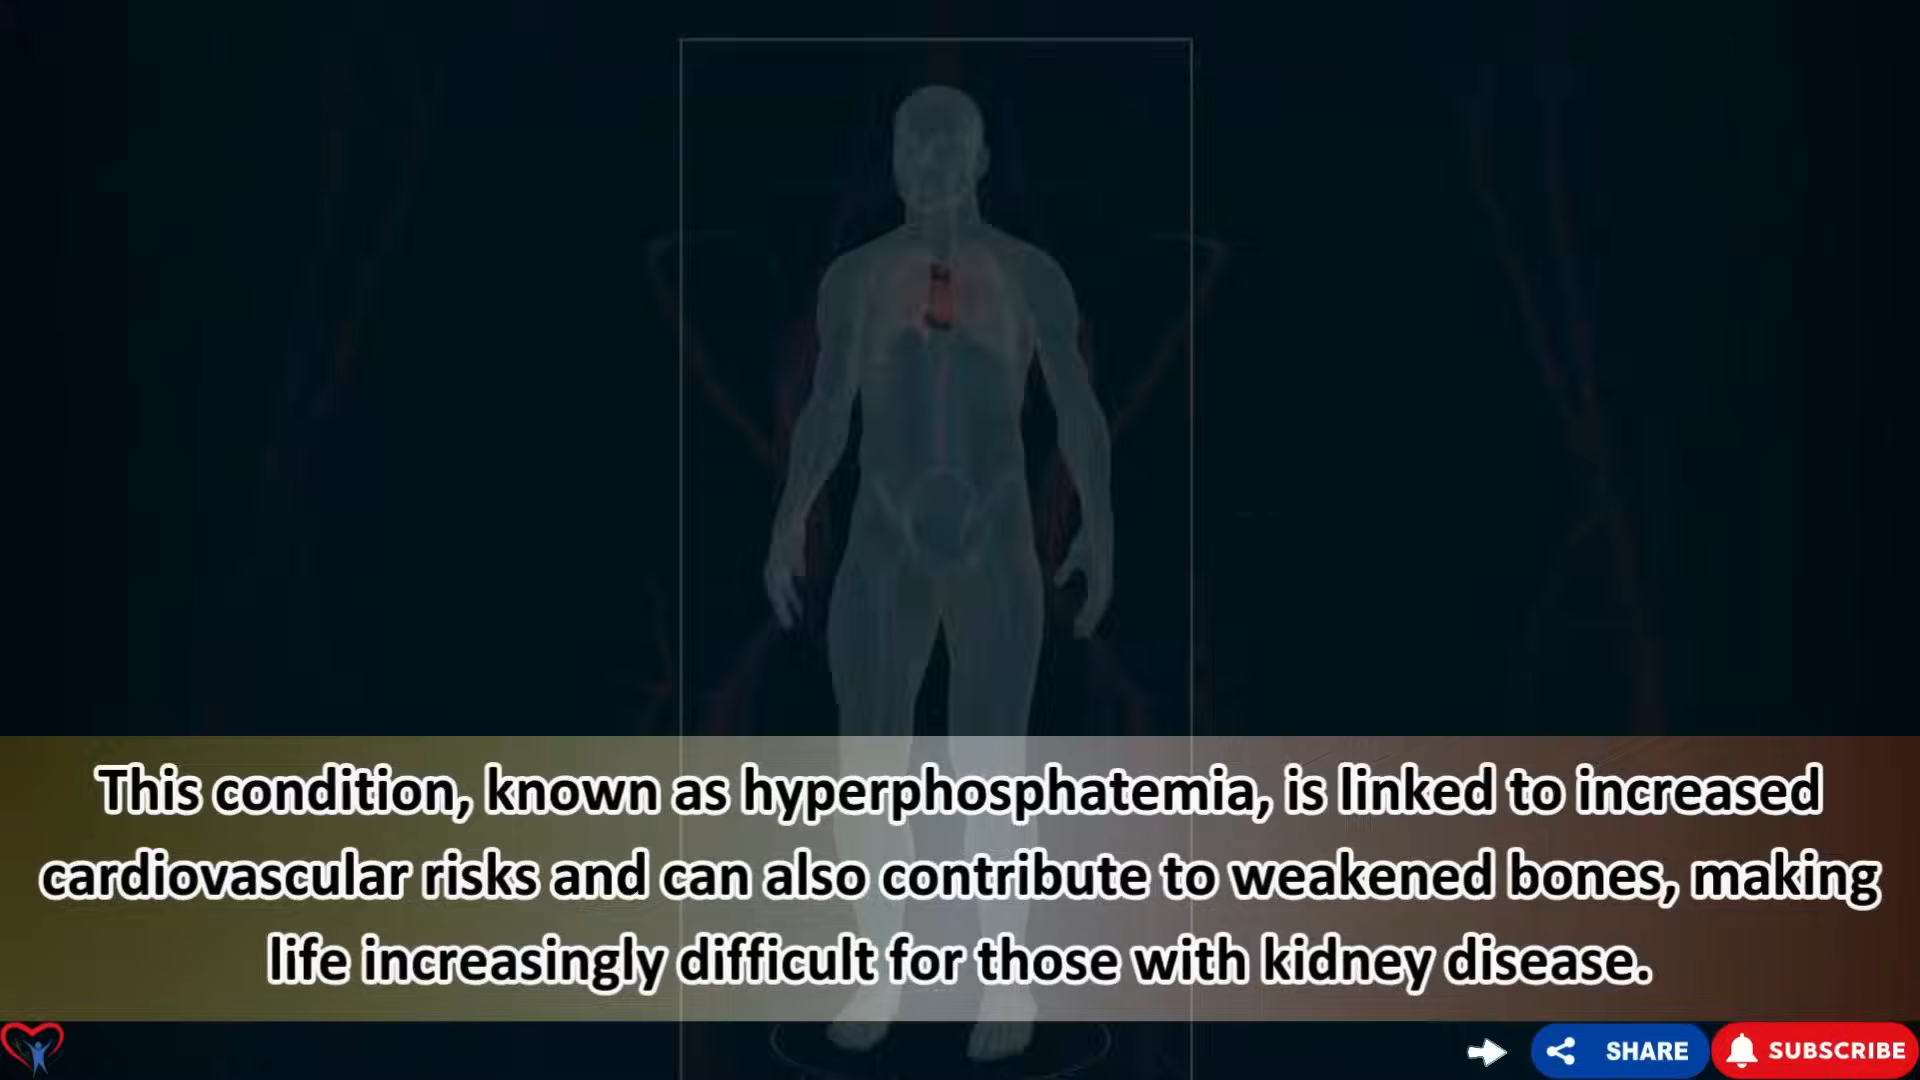 This condition, known as hyperphosphatemia, is linked to increased
cardiovascular risks and can also contribute to weakened bones, making
life increasingly difficult for those with kidney disease.
SHARE
SUBSCRIBE